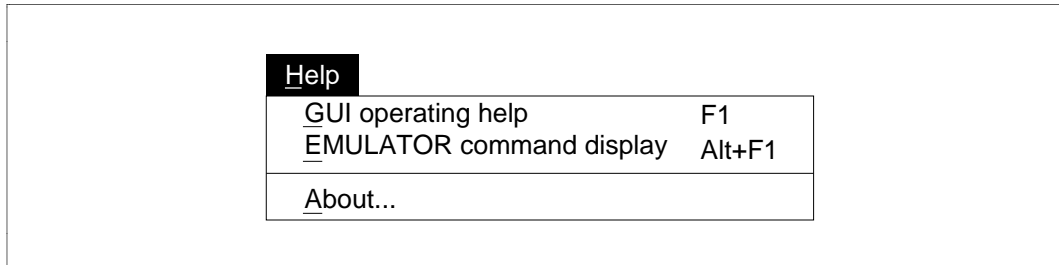 Help
GUI operating help F1
EMULATOR command display Alt+F1
About...